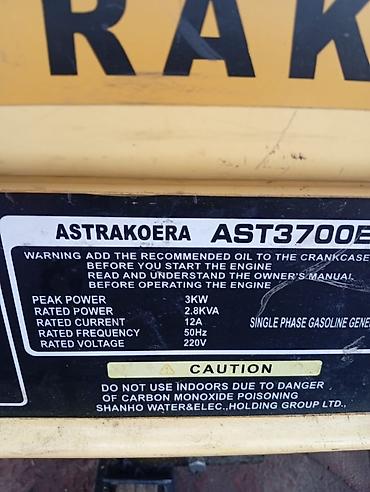 RAK
ASTRAKOERA AST3700E
WARNING ADD THE RECOMMENDED OIL TO THE CRANKCASE
BEFORE YOU START THE ENGINE
READ AND UNDERSTAND THE OWNER'S MANUAL
BEFORE OPERATING THE ENGINE
PEAK POWER 3KW
RATED POWER 2.8KVA
RATED CURRENT 12A
RATED FREQUENCY 50Hz
RATED VOLTAGE 220V
SINGLE PHASE GASOLINE GENE
CAUTION
DO NOT USE INDOORS DUE TO DANGER
OF CARBON MONOXIDE POISONING
SHANHO WATER&ELEC.,HOLDING GROUP LTD.,